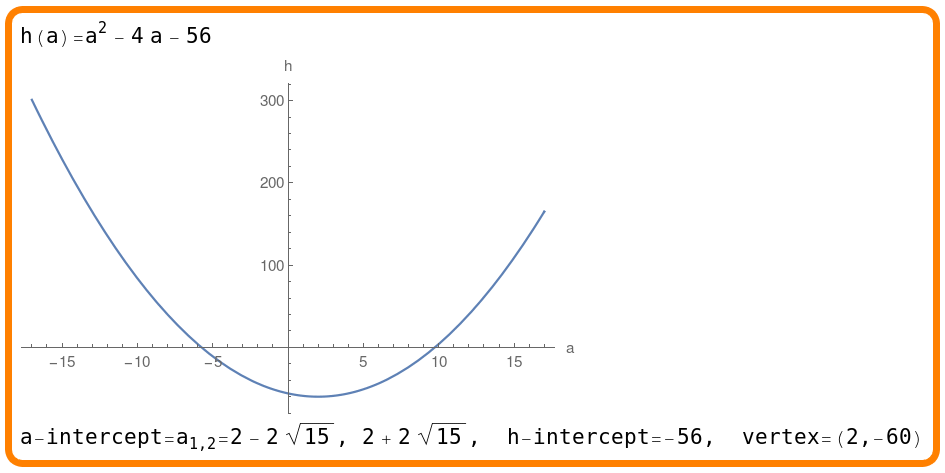 h(a)=a² − 4 a − 56
h
300
200
100
−15 −10 −5 5 10 15 a
a−intercept=a₁,₂=2 − 2 √15, 2 + 2 √15, h−intercept=−56, vertex=(2,−60)